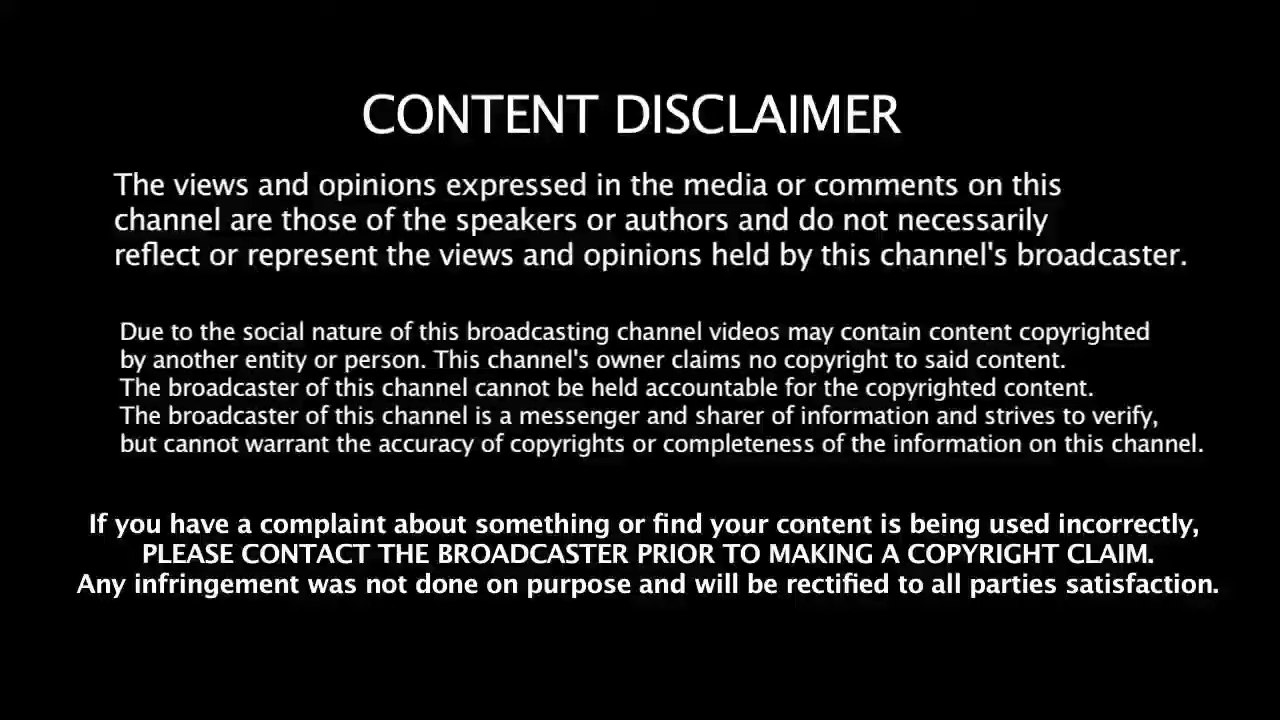 CONTENT DISCLAIMER
The views and opinions expressed in the media or comments on this
channel are those of the speakers or authors and do not necessarily
reflect or represent the views and opinions held by this channel's broadcaster.
Due to the social nature of this broadcasting channel videos may contain content copyrighted
by another entity or person. This channel's owner claims no copyright to said content.
The broadcaster of this channel cannot be held accountable for the copyrighted content.
The broadcaster of this channel is a messenger and sharer of information and strives to verify,
but cannot warrant the accuracy of copyrights or completeness of the information on this channel.
If you have a complaint about something or find your content is being used incorrectly,
PLEASE CONTACT THE BROADCASTER PRIOR TO MAKING A COPYRIGHT CLAIM.
Any infringement was not done on purpose and will be rectified to all parties satisfaction.